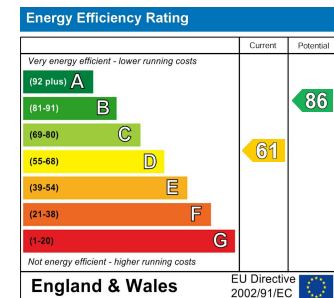 Energy Efficiency Rating
Current Potential
Very energy efficient - lower running costs
(92 plus) A
(81-91) B
86
(69-80) C
61
(55-68) D
(39-54) E
(21-38) F
(1-20) G
Not energy efficient - higher running costs
England & Wales
EU Directive
2002/91/EC